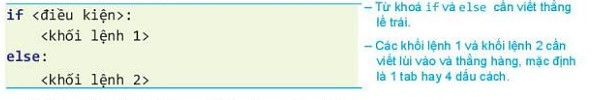 if <điều kiện>:
<khối lệnh 1>
else:
<khối lệnh 2>
– Từ khoá if và else cần viết thẳng
lề trái.
– Các khối lệnh 1 và khối lệnh 2 cần
viết lùi vào và thẳng hàng, mặc định
là 1 tab hay 4 dấu cách.